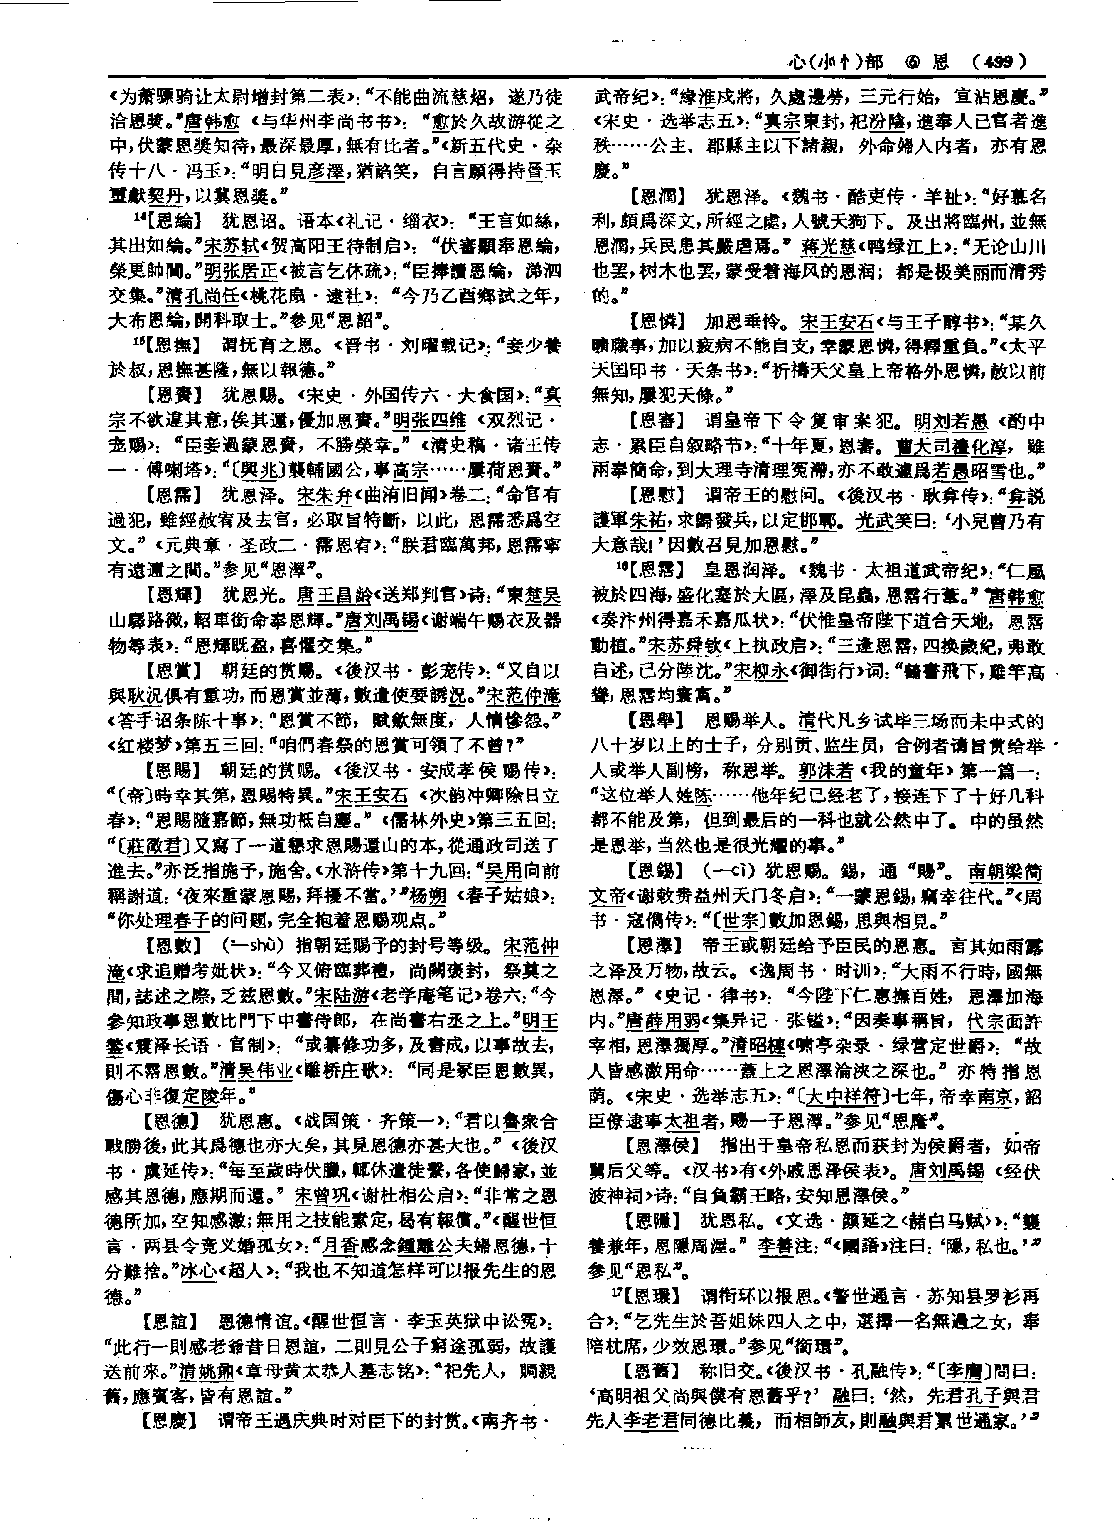 心(小忄)部 ⑥ 恩 (499)
《为萧骠骑让太尉增封第二表》:“不能曲流慈炤， 遂乃徒
洽恩奖。”唐韩愈《与华州李尚书书》: “愈於久故游從之
中，伏蒙恩獎知待，最深最厚，無有比者。”《新五代史·杂
传十八·冯玉》:“明日見彦澤，猶諂笑， 自言願得持晋玉
璽獻契丹，以冀恩獎。”
14【恩綸】 犹恩诏。语本《礼记·缁衣》: “王言如絲，
其出如綸。”宋苏轼《贺高阳王待制启》: “伏審顯奉恩綸，
榮更帥閫。”明张居正《被言乞休疏》:“臣捧讀恩綸，涕泗
交集。”清孔尚任《桃花扇·逮社》: “今乃乙酉鄉試之年，
大布恩綸，開科取士。”参见“恩詔”。
15【恩撫】 谓抚育之恩。《晋书·刘曜载记》:“妾少養
於叔，恩撫甚隆，無以報德。”
【恩賚】 犹恩赐。《宋史·外国传六·大食国》:“真
宗不欲違其意，俟其還，優加恩賚。”明张四维《双烈记·
宠赐》: “臣妾過蒙恩賚， 不勝榮幸。”《清史稿·诸王传
一·傅喇塔》:“〔與兆〕襲輔國公，事高宗……屢荷恩賚。”
【恩霈】 犹恩泽。宋朱弁《曲洧旧闻》卷二:“命官有
過犯，雖經赦宥及去官，必取旨特斷，以此，恩霈悉爲空
文。”《元典章·圣政二·霈恩宥》:“朕君臨萬邦，恩霈寧
有遠邇之間。”参见“恩澤”。
【恩輝】 犹恩光。唐王昌龄《送郑判官》诗:“東楚吴
山驛路微，軺車銜命奉恩輝。”唐刘禹锡《谢端午赐衣及器
物等表》:“恩輝既盈，喜懼交集。”
【恩賞】 朝廷的赏赐。《後汉书·彭宠传》:“又自以
與耿況俱有重功，而恩賞並薄，數遣使要誘況。”宋范仲淹
《答手诏条陈十事》:“恩賞不節， 賦斂無度， 人情慘怨。”
《红楼梦》第五三回:“咱們春祭的恩賞可領了不曾?”
【恩賜】 朝廷的赏赐。《後汉书·安成孝侯赐传》:
“〔帝〕時幸其第，恩賜特異。”宋王安石《次韵冲卿除日立
春》:“恩賜隨嘉節，無功祗自塵。”《儒林外史》第三五回:
“〔莊徵君〕又寫了一道懇求恩賜還山的本，從通政司送了
進去。”亦泛指施予，施舍。《水浒传》第十九回:“吴用向前
稱謝道:‘夜來重蒙恩賜，拜擾不當。’”杨朔《春子姑娘》:
“你处理春子的问题，完全抱着恩赐观点。”
【恩數】 (—shù) 指朝廷赐予的封号等级。宋范仲
淹《求追赠考妣状》:“今又俯臨葬禮， 尚闕褒封， 祭奠之
間，誌述之際，乏兹恩數。”宋陆游《老学庵笔记》卷六:“今
參知政事恩數比門下中書侍郎，在尚書右丞之上。”明王
鏊《震泽长语·官制》: “或纂修功多，及書成，以事故去，
則不霑恩數。”清吴伟业《雕桥庄歌》: “同是冢臣恩數異，
傷心非復定陵年。”
【恩德】 犹恩惠。《战国策·齐策一》:“君以魯衆合
戰勝後，此其爲德也亦大矣，其見恩德亦甚大也。”《後汉
书·虞延传》:“每至歲時伏臘，輒休遣徒繫，各使歸家，並
感其恩德，應期而還。”宋曾巩《谢杜相公启》:“非常之恩
德所加，空知感激;無用之技能素定，曷有報償。”《醒世恒
言·两县令竞义婚孤女》:“月香感念鍾離公夫婦恩德，十
分難捨。”冰心《超人》:“我也不知道怎样可以报先生的恩
德。”
【恩誼】 恩德情谊。《醒世恒言·李玉英狱中讼冤》:
“此行一則感老爺昔日恩誼，二則見公子窮途孤弱，故護
送前來。”清姚鼐《章母黄太恭人墓志铭》:“祀先人， 賙親
舊，應賓客，皆有恩誼。”
【恩慶】 谓帝王遇庆典时对臣下的封赏。《南齐书·
武帝纪》:“緣淮戍將，久處邊勞，三元行始， 宜沾恩慶。”
《宋史·选举志五》:“真宗東封，祀汾陰，進奉人已官者進
秩……公主、郡縣主以下諸親， 外命婦入内者， 亦有恩
慶。”
【恩潤】 犹恩泽。《魏书·酷吏传·羊祉》:“好慕名
利，頗爲深文，所經之處，人號天狗下。及出將臨州，並無
恩潤，兵民患其嚴虐焉。”蒋光慈《鸭绿江上》:“无论山川
也罢，树木也罢，蒙受着海风的恩润; 都是极美丽而清秀
的。”
【恩憐】 加恩垂怜。宋王安石《与王子醇书》:“某久
曠職事，加以疲病不能自支，幸蒙恩憐，得釋重負。”《太平
天国印书·天条书》:“祈禱天父皇上帝格外恩憐，赦以前
無知，屢犯天條。”
【恩審】 谓皇帝下令复审案犯。明刘若愚《酌中
志·累臣自叙略节》:“十年夏，恩審。曹大司禮化淳， 雖
兩奉簡命，到大理寺清理冤滯，亦不敢遽爲若愚昭雪也。”
【恩慰】 谓帝王的慰问。《後汉书·耿弇传》:“弇説
護軍朱祐，求歸發兵，以定邯鄲。光武笑曰:‘小兒曹乃有
大意哉!’因數召見加恩慰。”
16【恩霑】 皇恩润泽。《魏书·太祖道武帝纪》:“仁風
被於四海，盛化塞於大區，澤及昆蟲，恩霑行葦。”唐韩愈
《奏汴州得嘉禾嘉瓜状》:“伏惟皇帝陛下道合天地， 恩霑
動植。”宋苏舜钦《上执政启》:“三逢恩霑，四换歲紀，弗敢
自述，已分陸沈。”宋柳永《御街行》词:“鷄書飛下，雞竿高
聳，恩霑均寰寓。”
【恩舉】 恩赐举人。清代凡乡试毕三场而未中式的
八十岁以上的士子，分别贡、监生员，合例者请旨赏给举
人或举人副榜， 称恩举。郭沫若《我的童年》第一篇一:
“这位举人姓陈……他年纪已经老了，接连下了十好几科
都不能及第， 但到最后的一科也就公然中了。中的虽然
是恩举，当然也是很光耀的事。”
【恩錫】 (—cì) 犹恩赐。錫，通“賜”。南朝梁简
文帝《谢敕赉益州天门冬启》:“一蒙恩錫，竊幸往代。”《周
书·寇儁传》:“〔世宗〕數加恩錫，思與相見。”
【恩澤】 帝王或朝廷给予臣民的恩惠。言其如雨露
之泽及万物，故云。《逸周书·时训》:“大雨不行時，國無
恩澤。”《史记·律书》: “今陛下仁惠撫百姓， 恩澤加海
内。”唐薛用弱《集异记·张镒》:“因奏事稱旨， 代宗面許
宰相，恩澤獨厚。”清昭槤《啸亭杂录·绿营定世爵》: “故
人皆感激用命……蓋上之恩澤淪浹之深也。”亦特指恩
荫。《宋史·选举志五》:“〔大中祥符〕七年，帝幸南京，詔
臣僚逮事太祖者，賜一子恩澤。”参见“恩廕”。
【恩澤侯】 指出于皇帝私恩而获封为侯爵者， 如帝
舅后父等。《汉书》有《外戚恩泽侯表》。唐刘禹锡《经伏
波神祠》诗:“自負霸王略，安知恩澤侯。”
【恩隱】 犹恩私。《文选·颜延之〈赭白马赋〉》:“襲
養兼年，恩隱周渥。”李善注:“《國語》注曰:‘隱，私也。’”
参见“恩私”。
17【恩環】 谓衔环以报恩。《警世通言·苏知县罗衫再
合》:“乞先生於吾姐妹四人之中，選擇一名無過之女，奉
陪枕席，少效恩環。”参见“銜環”。
【恩舊】 称旧交。《後汉书·孔融传》:“〔李膺〕問曰:
‘高明祖父尚與僕有恩舊乎?’融曰:‘然，先君孔子與君
先人李老君同德比義， 而相師友，則融與君累世通家。’”